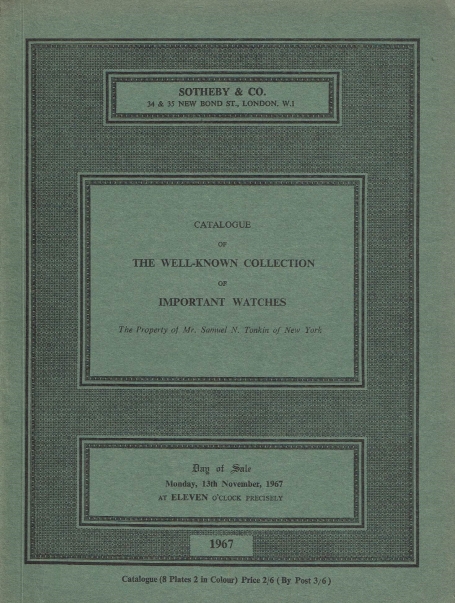 SOTHEBY & CO.
34 & 35 NEW BOND ST., LONDON, W.1
CATALOGUE
OF
THE WELL-KNOWN COLLECTION
OF
IMPORTANT WATCHES
The Property of Mr. Samuel N. Tonkin of New York
Day of Sale
Monday, 13th November, 1967
AT ELEVEN O'CLOCK PRECISELY
1967
Catalogue (8 Plates 2 in Colour) Price 2/6 (By Post 3/6)